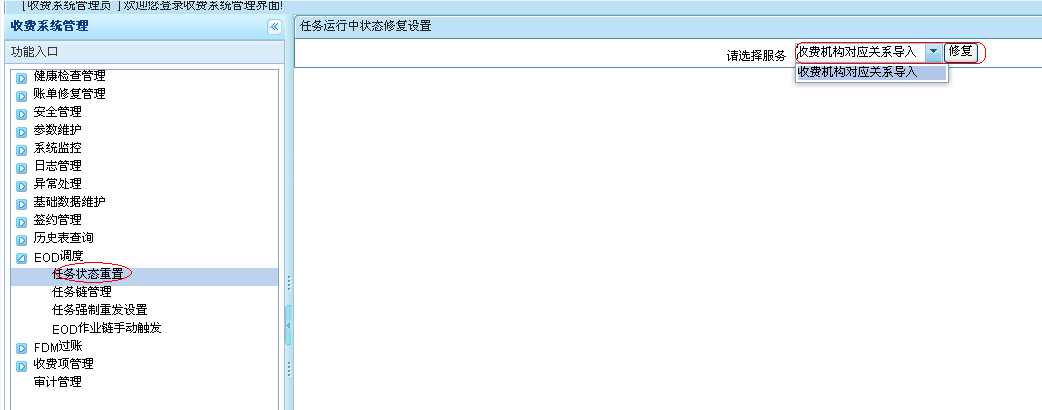 [ 收费系统管理员 ] 欢迎您登录收费系统管理界面!
收费系统管理
功能入口
健康检查管理
账单修复管理
安全管理
参数维护
系统监控
日志管理
异常处理
基础数据维护
签约管理
历史表查询
EOD调度
任务状态重置
任务链管理
任务强制重发设置
EOD作业链手动触发
FDM过账
收费项管理
审计管理
任务运行中状态修复设置
请选择服务 收费机构对应关系导入 修复
收费机构对应关系导入